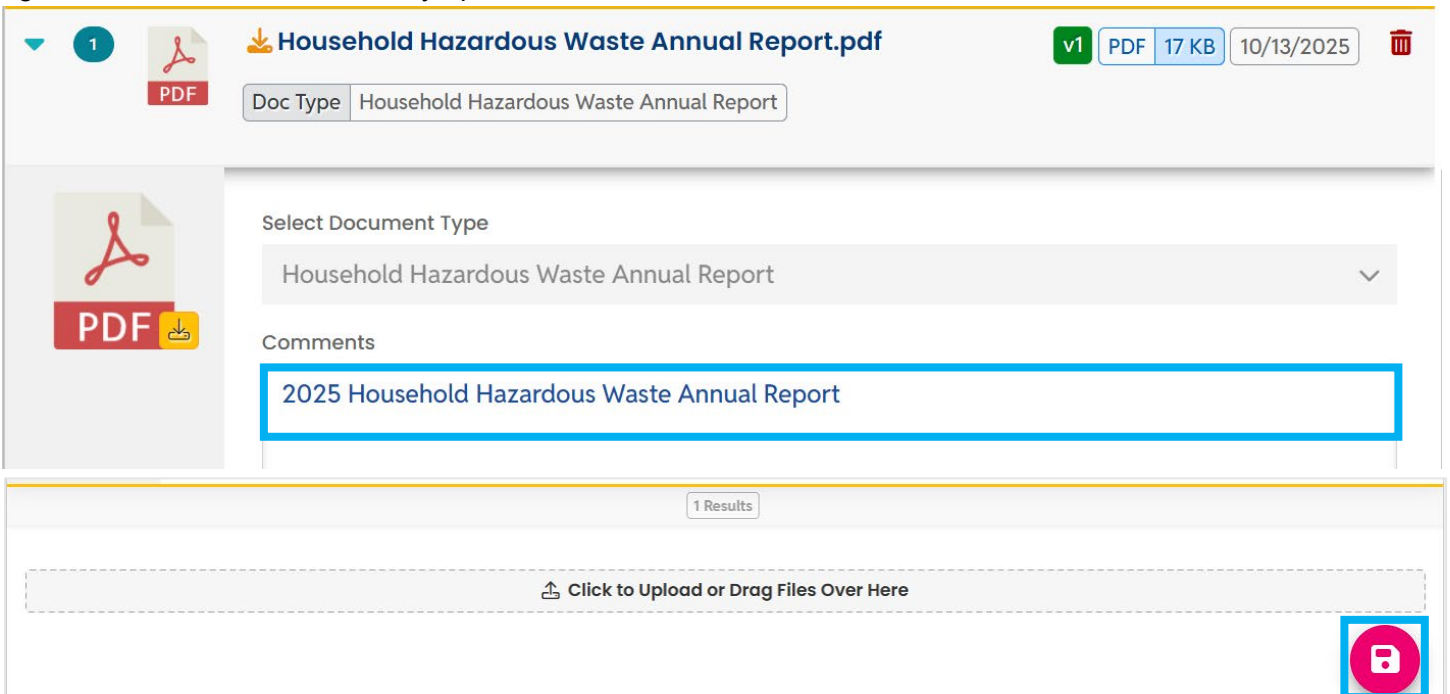 1
PDF
Household Hazardous Waste Annual Report.pdf
v1 PDF 17 KB 10/13/2025
Doc Type Household Hazardous Waste Annual Report
PDF
Select Document Type
Household Hazardous Waste Annual Report
Comments
2025 Household Hazardous Waste Annual Report
1 Results
Click to Upload or Drag Files Over Here